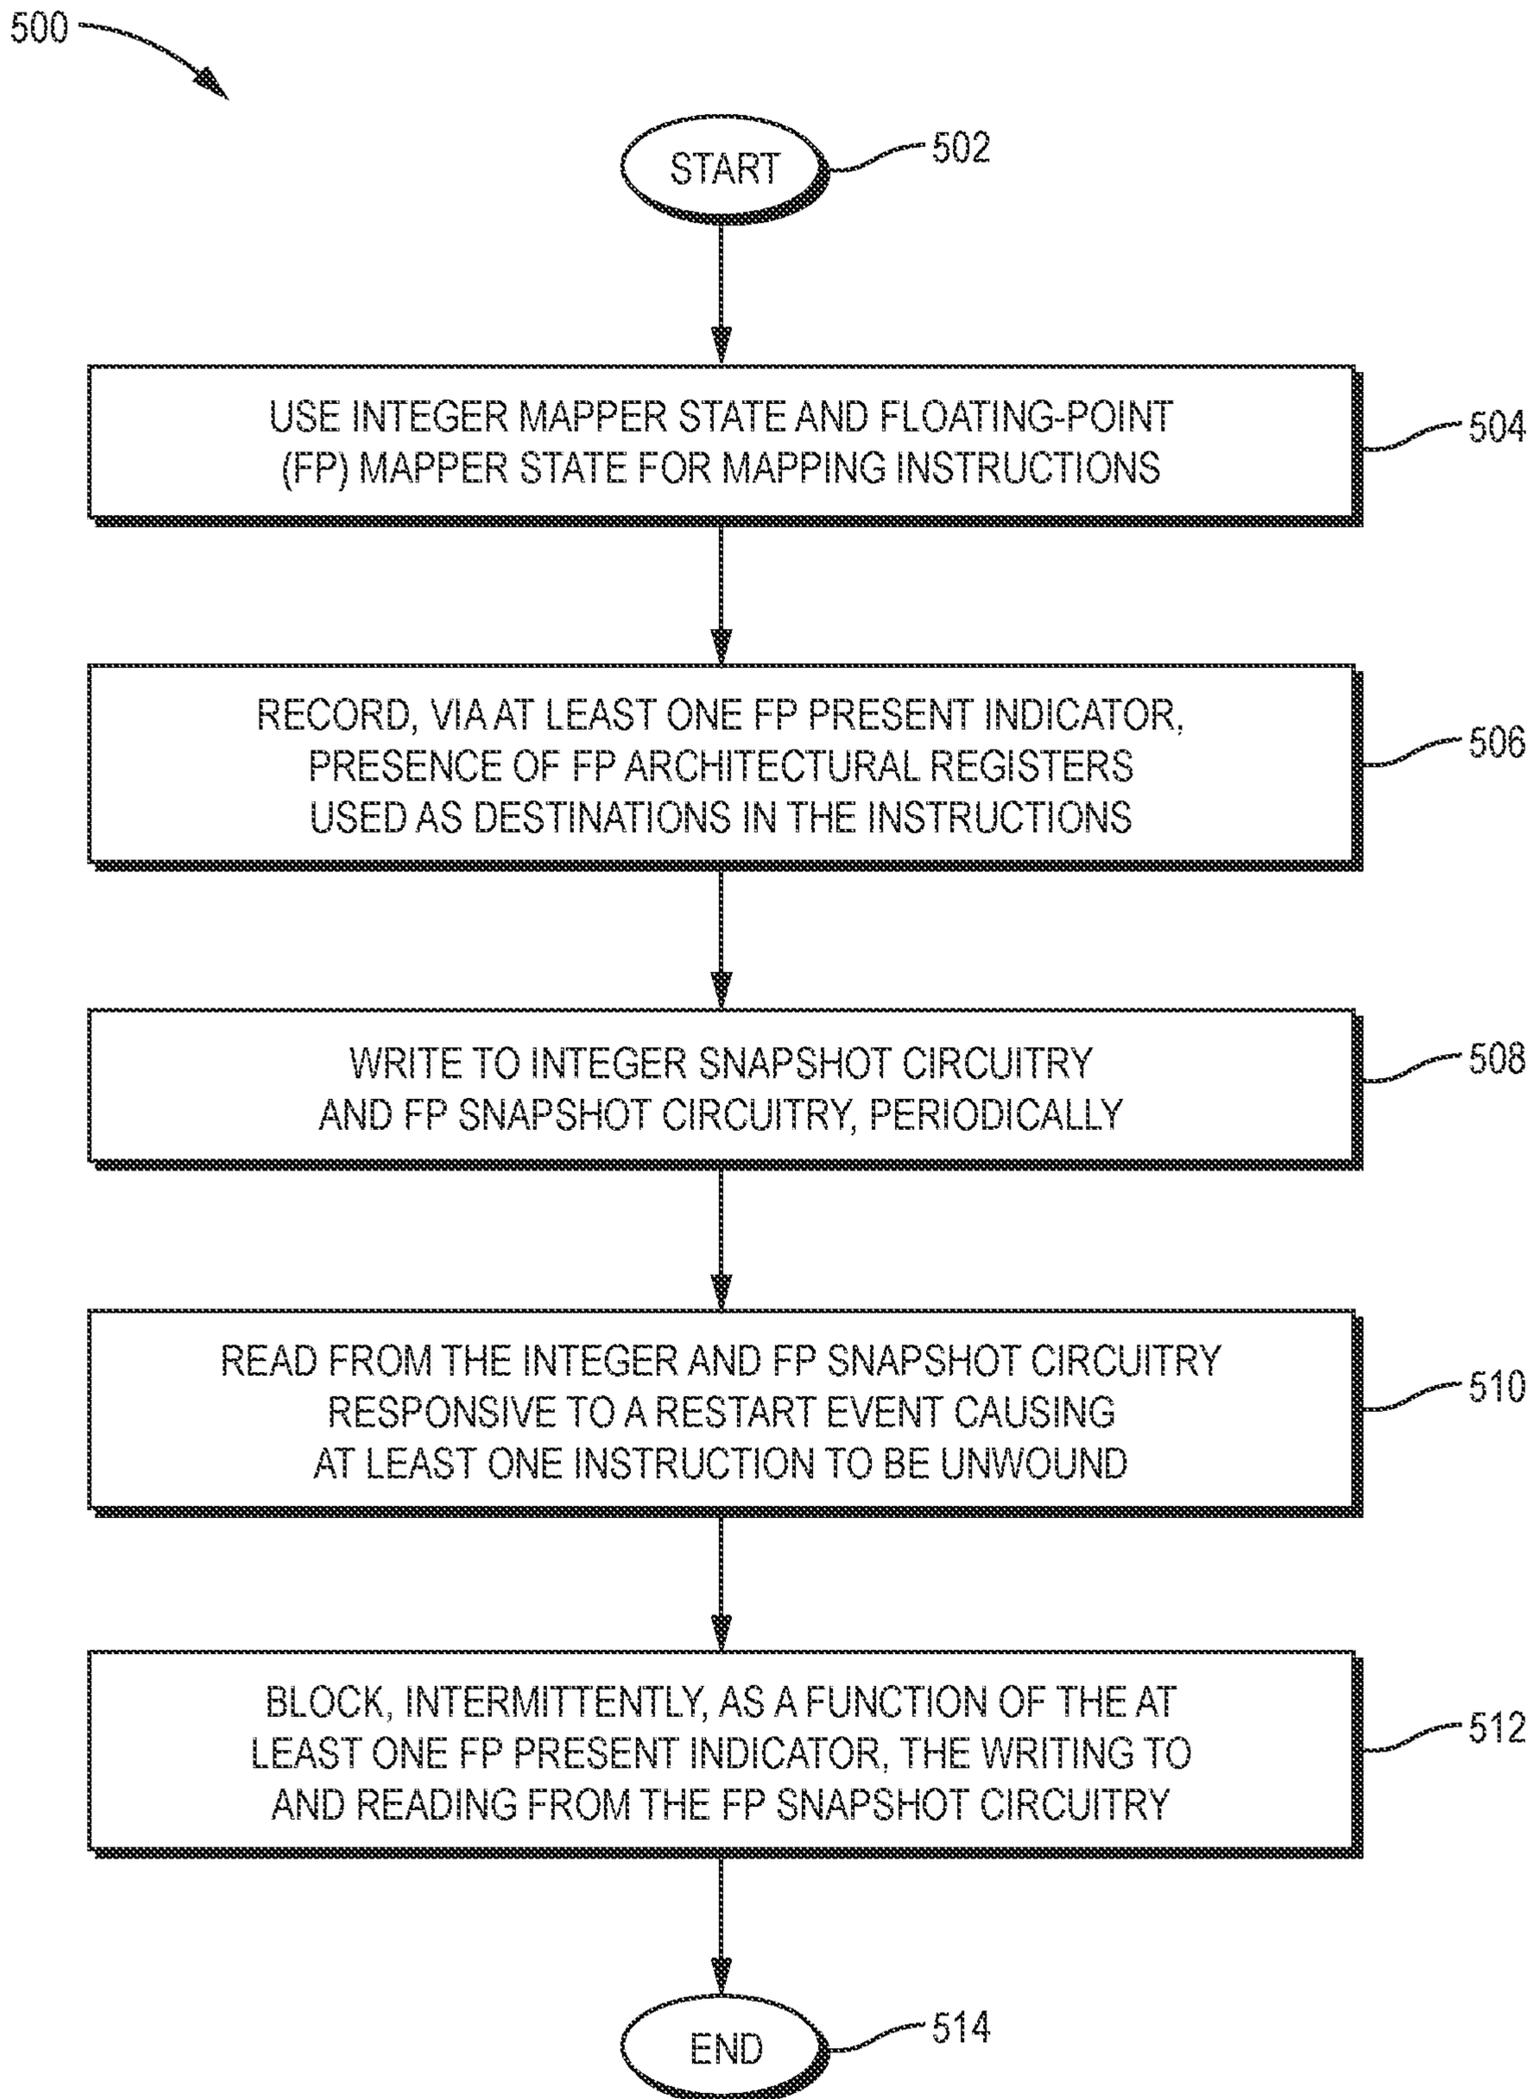 500
START
502
USE INTEGER MAPPER STATE AND FLOATING-POINT
(FP) MAPPER STATE FOR MAPPING INSTRUCTIONS
504
RECORD, VIA AT LEAST ONE FP PRESENT INDICATOR,
PRESENCE OF FP ARCHITECTURAL REGISTERS
USED AS DESTINATIONS IN THE INSTRUCTIONS
506
WRITE TO INTEGER SNAPSHOT CIRCUITRY
AND FP SNAPSHOT CIRCUITRY, PERIODICALLY
508
READ FROM THE INTEGER AND FP SNAPSHOT CIRCUITRY
RESPONSIVE TO A RESTART EVENT CAUSING
AT LEAST ONE INSTRUCTION TO BE UNWOUND
510
BLOCK, INTERMITTENTLY, AS A FUNCTION OF THE AT
LEAST ONE FP PRESENT INDICATOR, THE WRITING TO
AND READING FROM THE FP SNAPSHOT CIRCUITRY
512
END
514